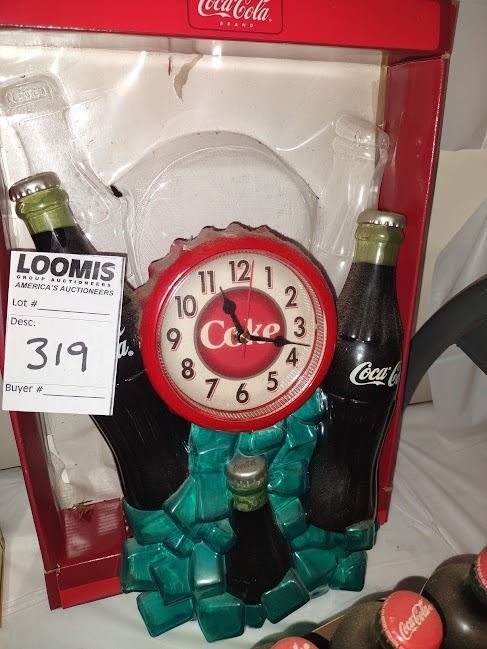 Coca-Cola
BRAND
LOOMIS
GROUP AUCTIONEERS
AMERICA'S AUCTIONEERS
Lot #
Desc:
319
Buyer #
a.
12
11
1
10
2
9
Coke
3
8
4
7
5
6
Coca-C
Coca-Cola